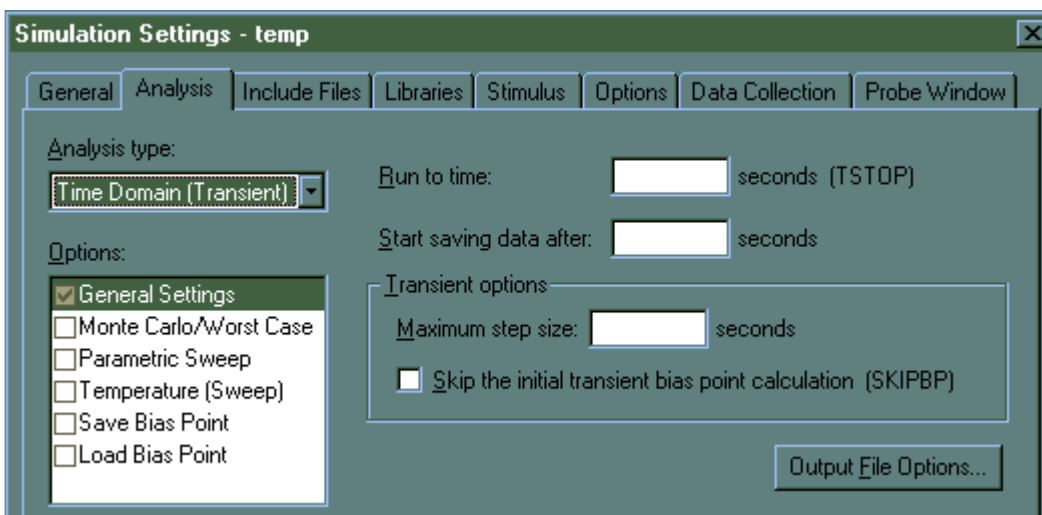 Simulation Settings - temp
General Analysis Include Files Libraries Stimulus Options Data Collection Probe Window
Analysis type:
Time Domain (Transient)
Options:
General Settings
Monte Carlo/Worst Case
Parametric Sweep
Temperature (Sweep)
Save Bias Point
Load Bias Point
Run to time: seconds (TSTOP)
Start saving data after: seconds
Transient options
Maximum step size: seconds
Skip the initial transient bias point calculation (SKIPBP)
Output File Options...